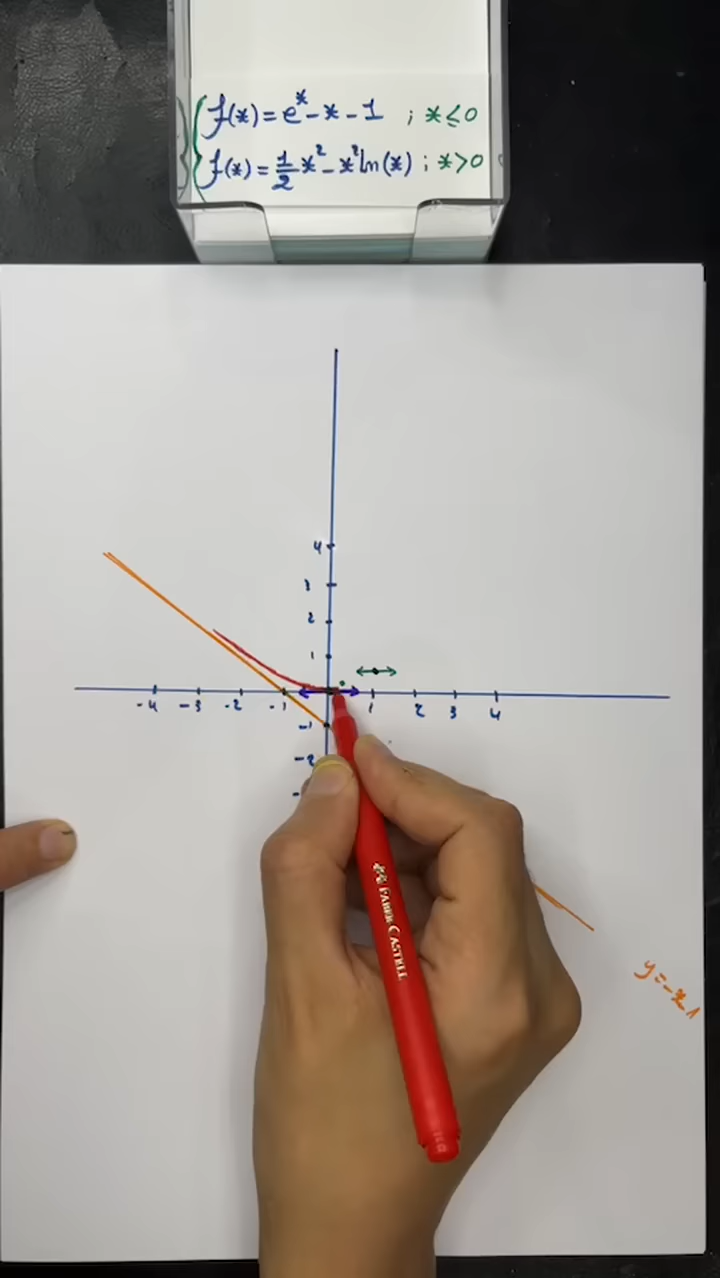 f(x) = e^x - x - 1 ; x ≤ 0
f(x) = 1/2 x² - x² ln(x) ; x > 0
4
3
2
1
-4 -3 -2 -1 1 2 3 4
-1
-2
FABER-CASTELL
y = -x-1